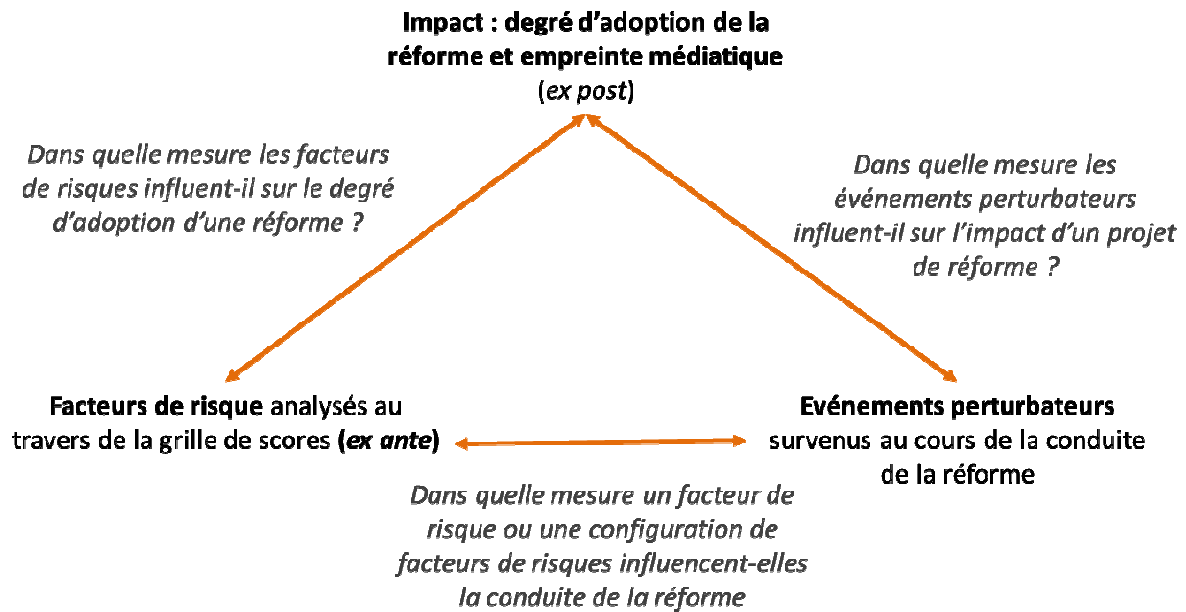 Impact : degré d'adoption de la
réforme et empreinte médiatique
(ex post)
Dans quelle mesure les facteurs
de risques influent-il sur le degré
d'adoption d'une réforme ?
Dans quelle mesure les
événements perturbateurs
influent-il sur l'impact d'un projet
de réforme ?
Facteurs de risque analysés au
travers de la grille de scores (ex ante)
Evénements perturbateurs
survenus au cours de la conduite
de la réforme
Dans quelle mesure un facteur de
risque ou une configuration de
facteurs de risques influencent-elles
la conduite de la réforme